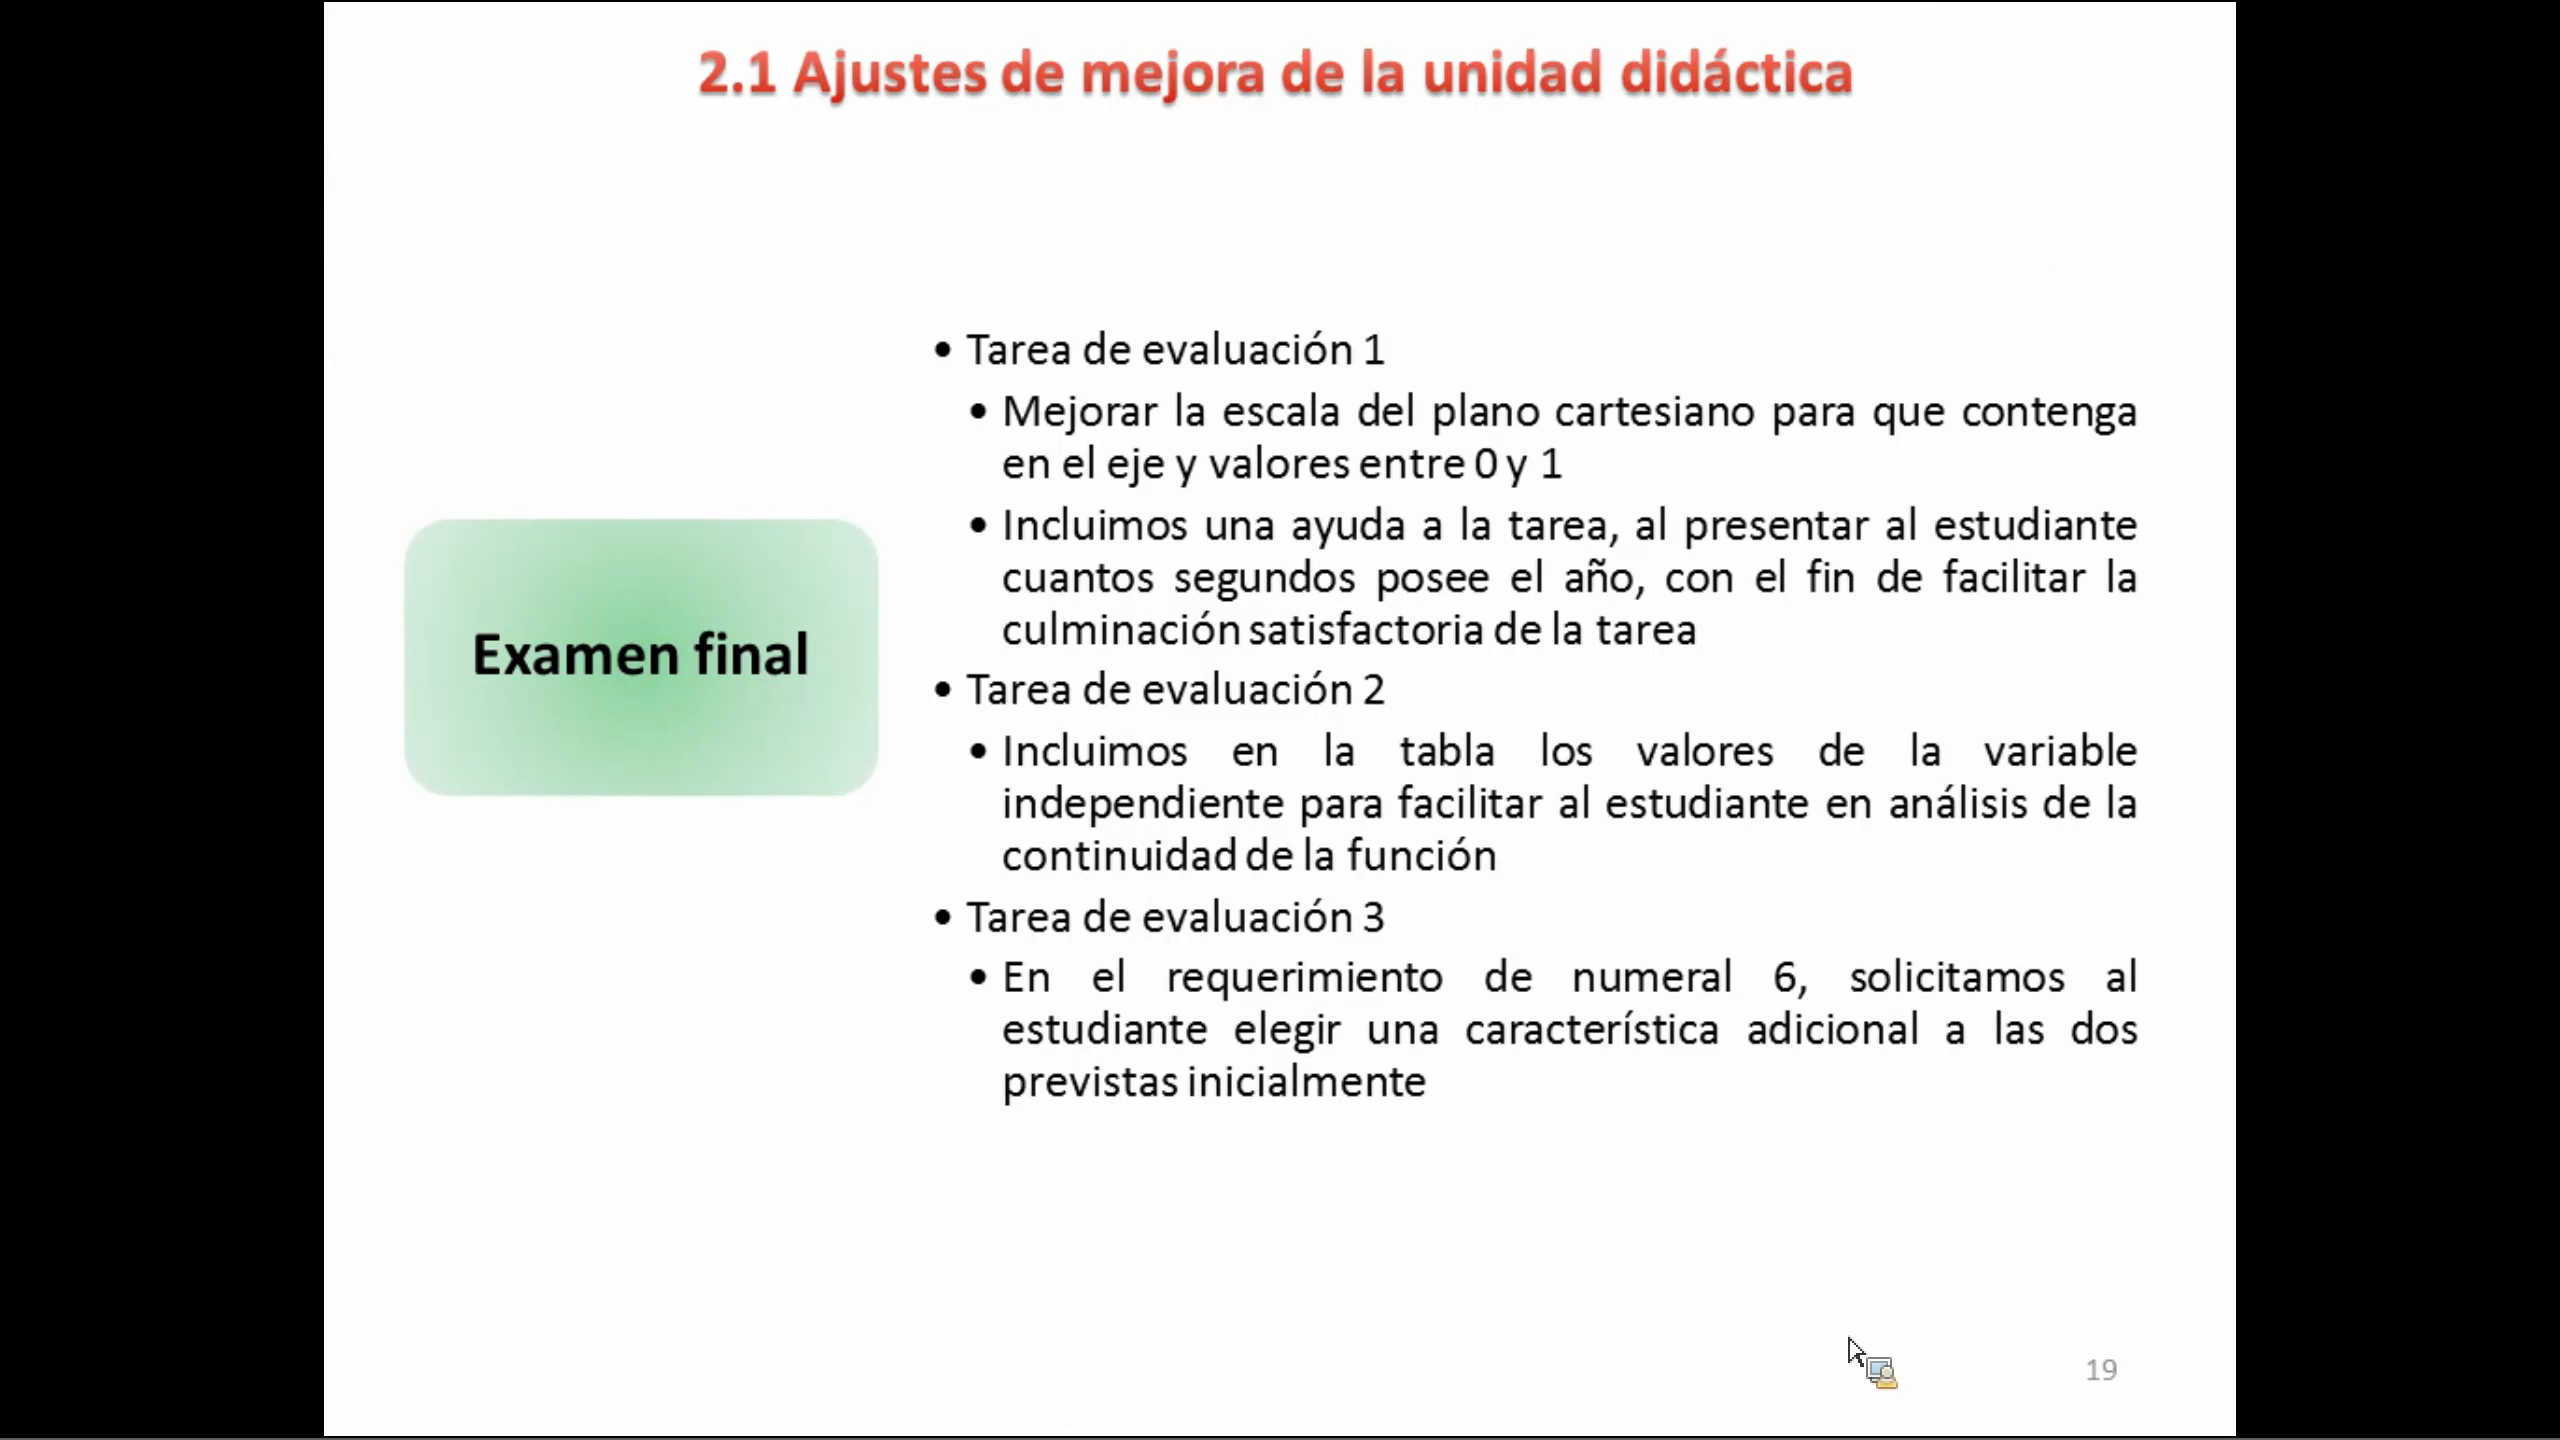 2.1 Ajustes de mejora de la unidad didáctica
Examen final
• Tarea de evaluación 1
• Mejorar la escala del plano cartesiano para que contenga
en el eje y valores entre 0 y 1
• Incluimos una ayuda a la tarea, al presentar al estudiante
cuantos segundos posee el año, con el fin de facilitar la
culminación satisfactoria de la tarea
• Tarea de evaluación 2
• Incluimos en la tabla los valores de la variable
independiente para facilitar al estudiante en análisis de la
continuidad de la función
• Tarea de evaluación 3
• En el requerimiento de numeral 6, solicitamos al
estudiante elegir una característica adicional a las dos
previstas inicialmente
19